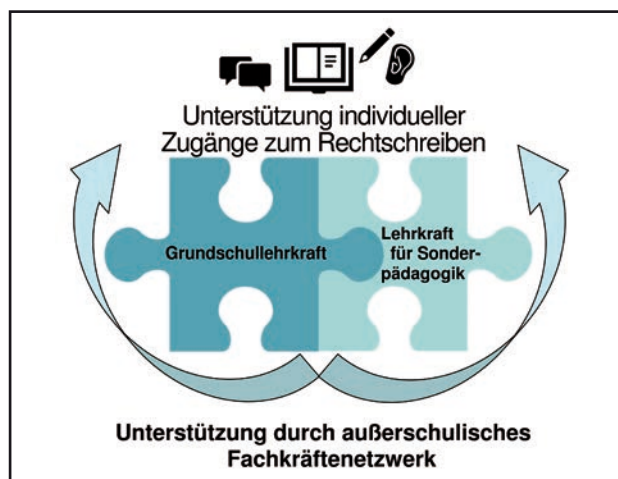 Unterstützung individueller
Zugänge zum Rechtschreiben
Grundschullehrkraft
Lehrkraft
für Sonder-
pädagogik
Unterstützung durch außerschulisches
Fachkräftenetzwerk